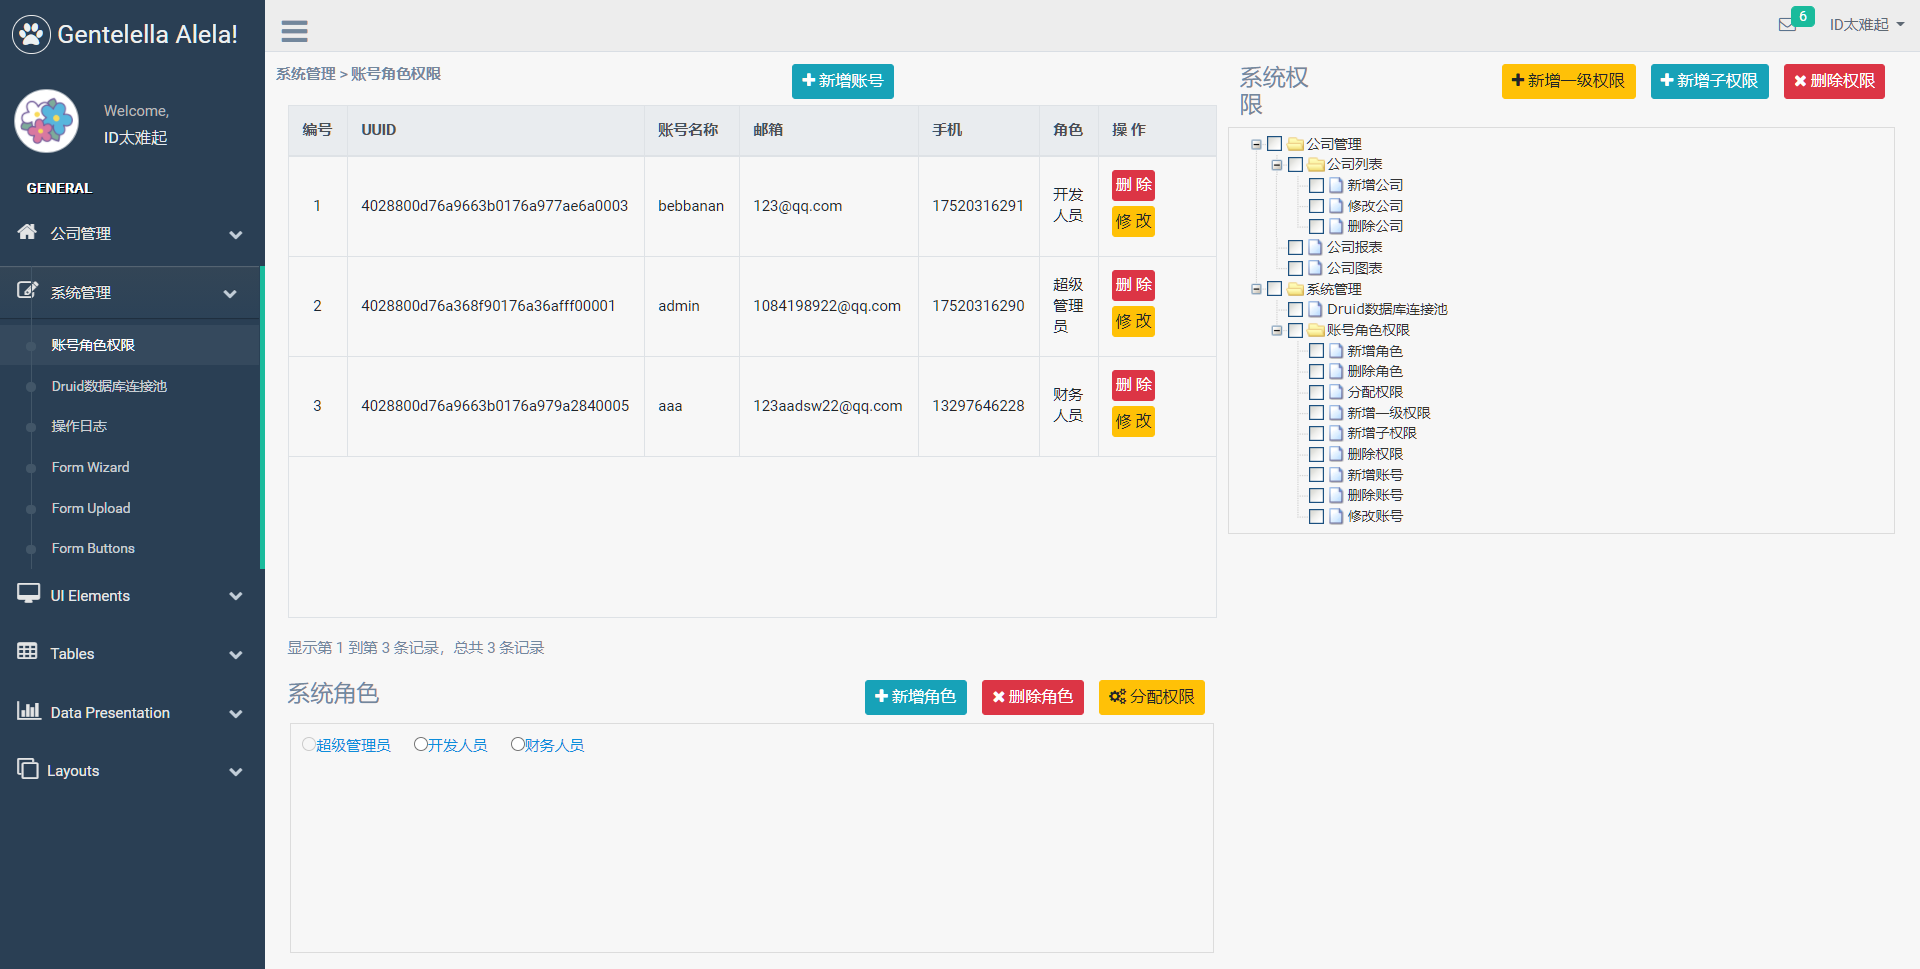 Gentelella Alela!
Welcome,
ID太难起
GENERAL
公司管理
系统管理
账号角色权限
Druid数据库连接池
操作日志
Form Wizard
Form Upload
Form Buttons
UI Elements
Tables
Data Presentation
Layouts
6
ID太难起
系统管理 > 账号角色权限
新增账号
编号 UUID 账号名称 邮箱 手机 角色 操 作
1 4028800d76a9663b0176a977ae6a0003 bebbanan 123@qq.com 17520316291 开发
人员
删 除
修 改
2 4028800d76a368f90176a36afff00001 admin 1084198922@qq.com 17520316290 超级
管理
员
删 除
修 改
3 4028800d76a9663b0176a979a2840005 aaa 123aadsw22@qq.com 13297646228 财务
人员
删 除
修 改
显示第 1 到第 3 条记录，总共 3 条记录
系统角色
新增角色 删除角色 分配权限
超级管理员 开发人员 财务人员
系统权
限
新增一级权限 新增子权限 删除权限
公司管理
公司列表
新增公司
修改公司
删除公司
公司报表
公司图表
系统管理
Druid数据库连接池
账号角色权限
新增角色
删除角色
分配权限
新增一级权限
新增子权限
删除权限
新增账号
删除账号
修改账号